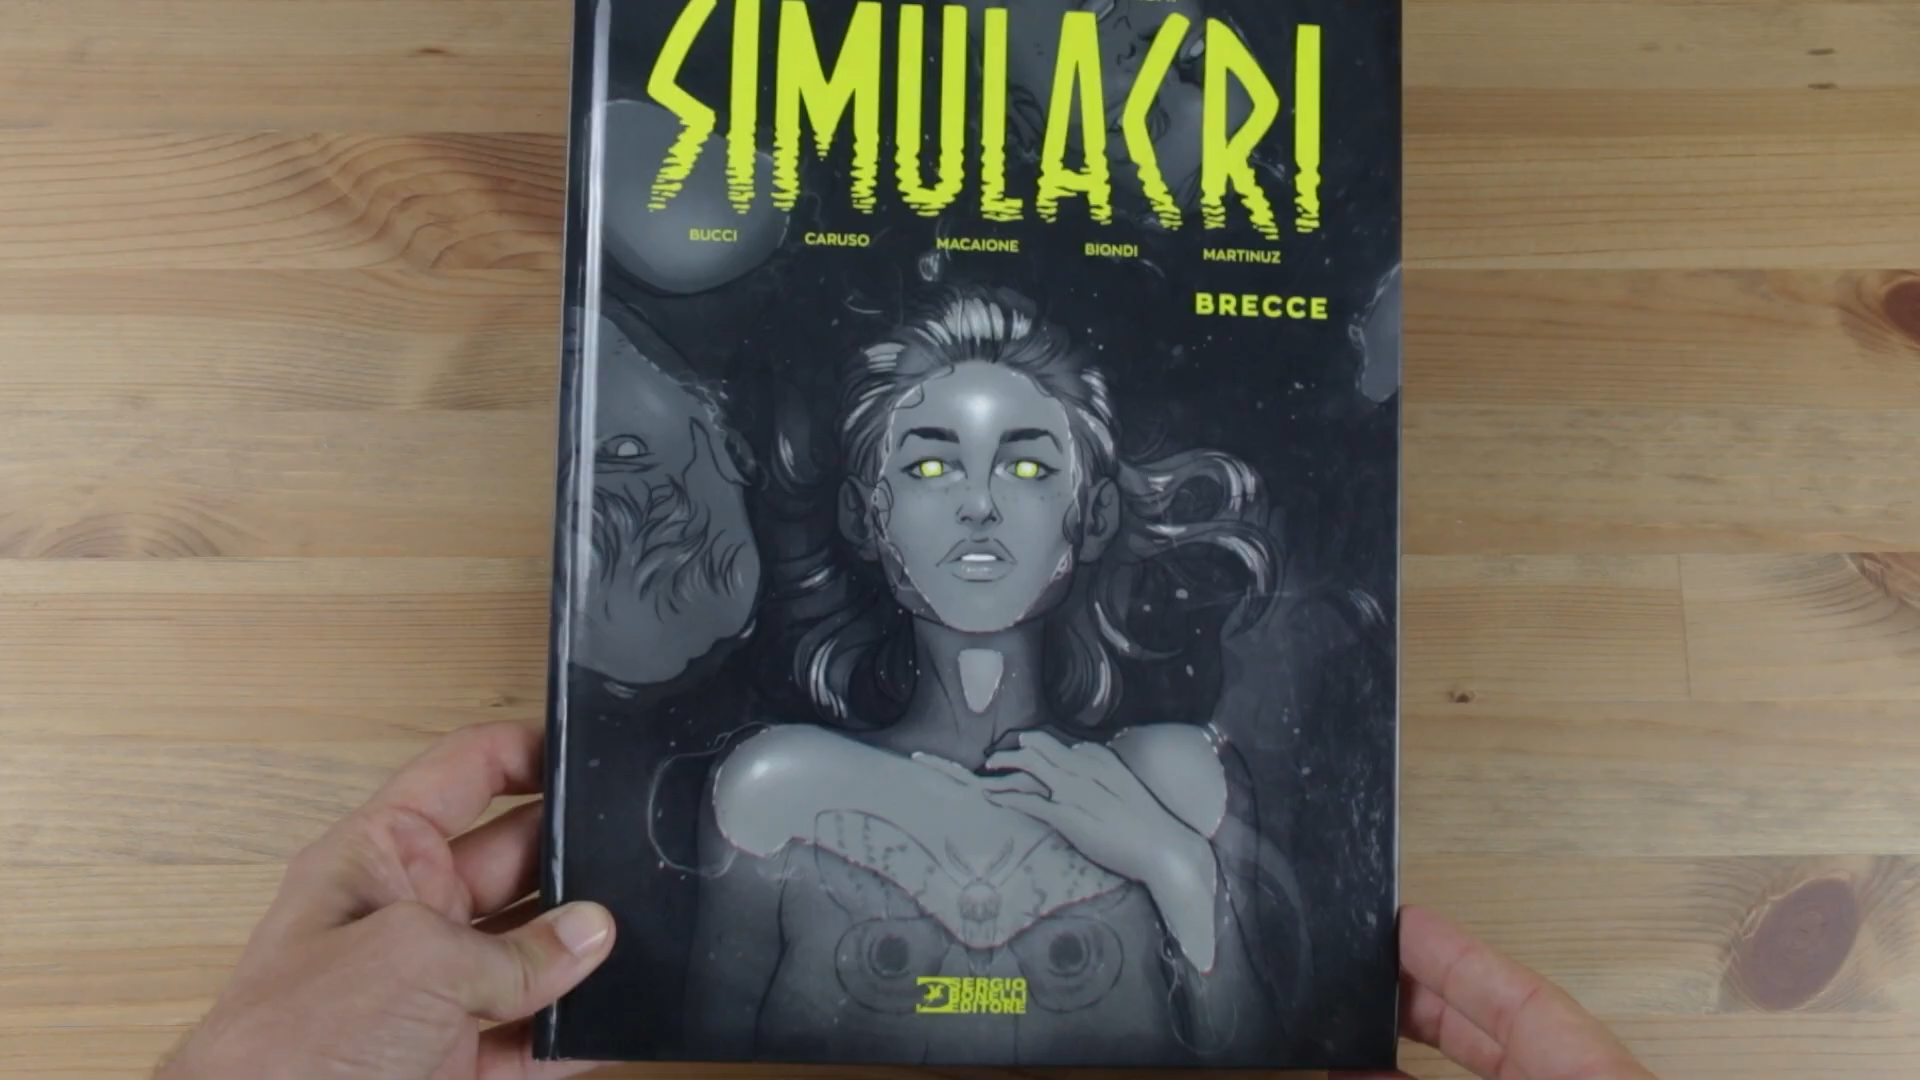 SIMULACRI
BUCCI CARUSO MACAIONE BIONDI MARTINUZ
BRECCE
SERGIO
BONELLI
EDITORE